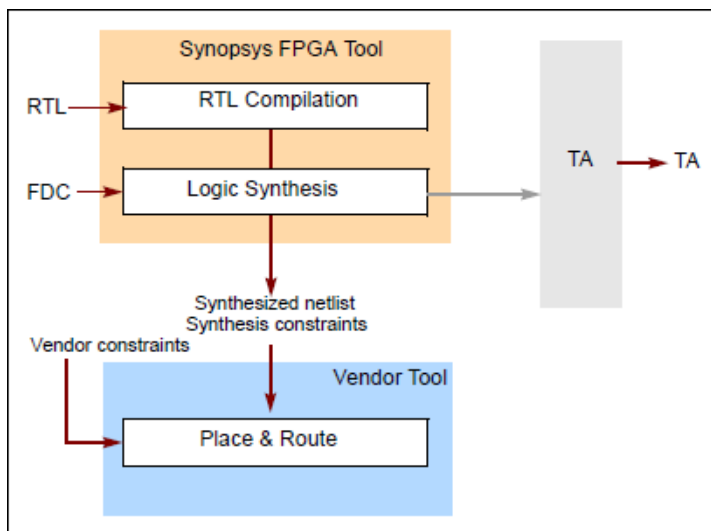 Synopsys FPGA Tool
RTL Compilation
RTL
TA
TA
FDC
Logic Synthesis
Synthesized netlist
Synthesis constraints
Vendor constraints
Vendor Tool
Place & Route